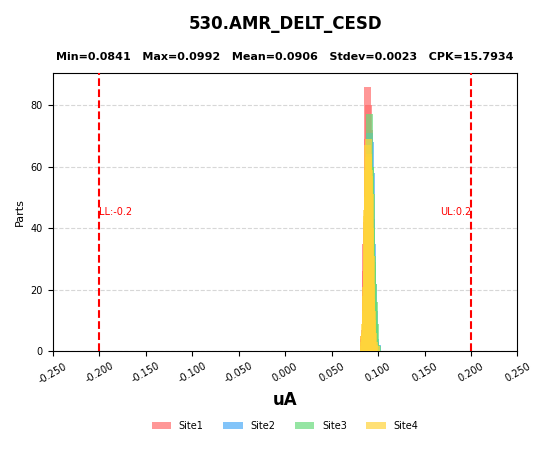 530.AMR_DELT_CESD
Min=0.0841 Max=0.0992 Mean=0.0906 Stdev=0.0023 CPK=15.7934
80
60
40
20
0
Parts
LL:-0.2
UL:0.2
-0.250 -0.200 -0.150 -0.100 -0.050 0.000 0.050 0.100 0.150 0.200 0.250
uA
Site1 Site2 Site3 Site4